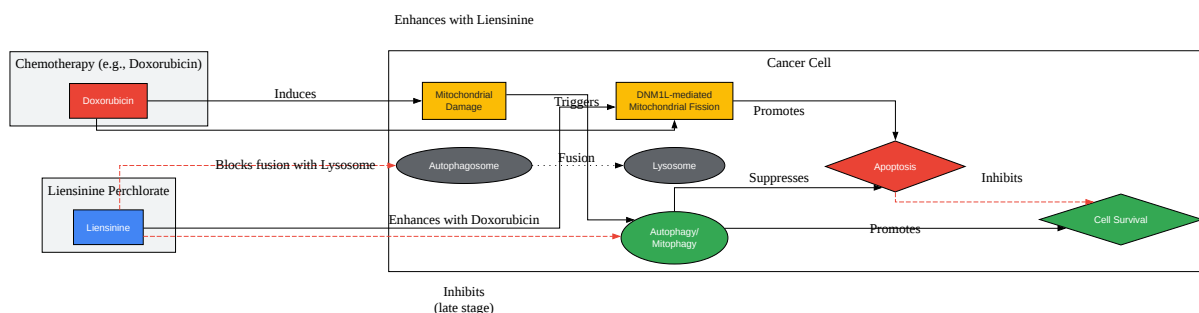 Enhances with Liensinine
Chemotherapy (e.g., Doxorubicin)
Cancer Cell
Doxorubicin
Induces
Mitochondrial
Damage
Triggers
DNM1L-mediated
Mitochondrial Fission
Promotes
Blocks fusion with Lysosome
Autophagosome
Fusion
Lysosome
Apoptosis
Suppresses
Inhibits
Liensinine Perchlorate
Liensinine
Enhances with Doxorubicin
Autophagy/
Mitophagy
Promotes
Cell Survival
Inhibits
(late stage)